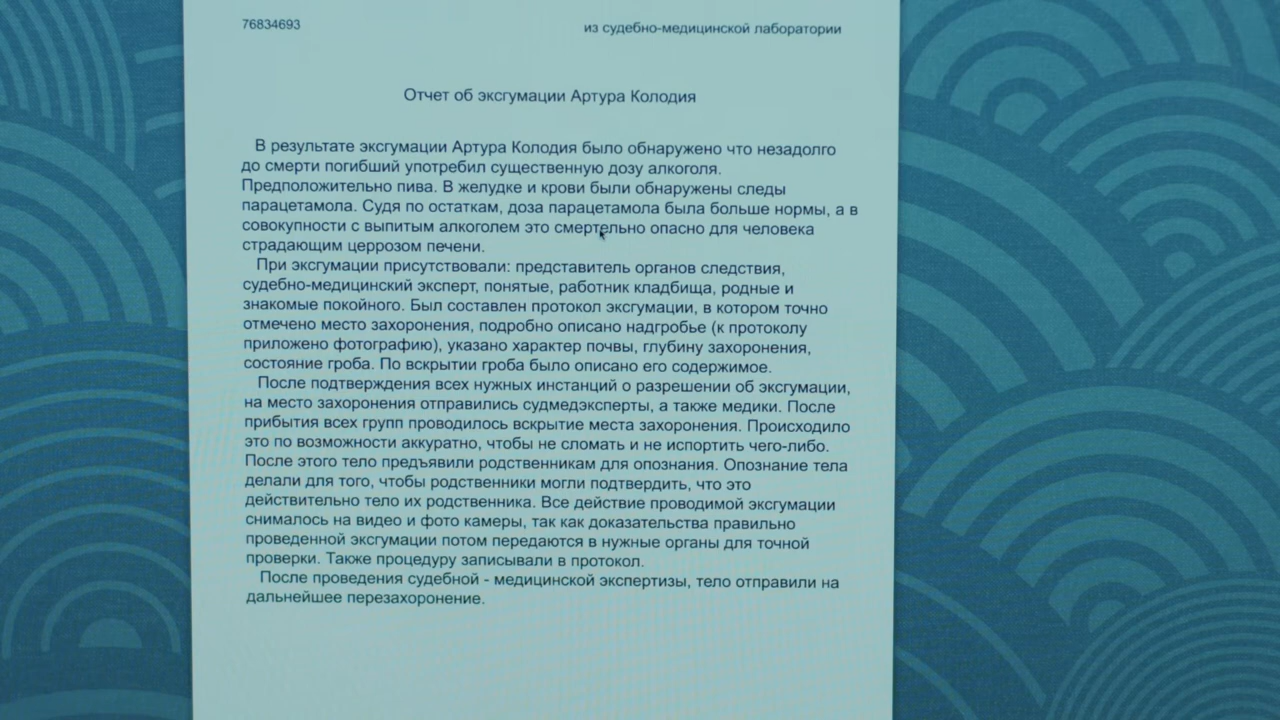 76834693
из судебно-медицинской лаборатории
Отчет об эксгумации Артура Колодия
В результате эксгумации Артура Колодия было обнаружено что незадолго
до смерти погибший употребил существенную дозу алкоголя.
Предположительно пива. В желудке и крови были обнаружены следы
парацетамола. Судя по остаткам, доза парацетамола была больше нормы, а в
совокупности с выпитым алкоголем это смертельно опасно для человека
страдающим церрозом печени.
При эксгумации присутствовали: представитель органов следствия,
судебно-медицинский эксперт, понятые, работник кладбища, родные и
знакомые покойного. Был составлен протокол эксгумации, в котором точно
отмечено место захоронения, подробно описано надгробье (к протоколу
приложено фотографию), указано характер почвы, глубину захоронения,
состояние гроба. По вскрытии гроба было описано его содержимое.
После подтверждения всех нужных инстанций о разрешении об эксгумации,
на место захоронения отправились судмедэксперты, а также медики. После
прибытия всех групп проводилось вскрытие места захоронения. Происходило
это по возможности аккуратно, чтобы не сломать и не испортить чего-либо.
После этого тело предъявили родственникам для опознания. Опознание тела
делали для того, чтобы родственники могли подтвердить, что это
действительно тело их родственника. Все действие проводимой эксгумации
снималось на видео и фото камеры, так как доказательства правильно
проведенной эксгумации потом передаются в нужные органы для точной
проверки. Также процедуру записывали в протокол.
После проведения судебной - медицинской экспертизы, тело отправили на
дальнейшее перезахоронение.